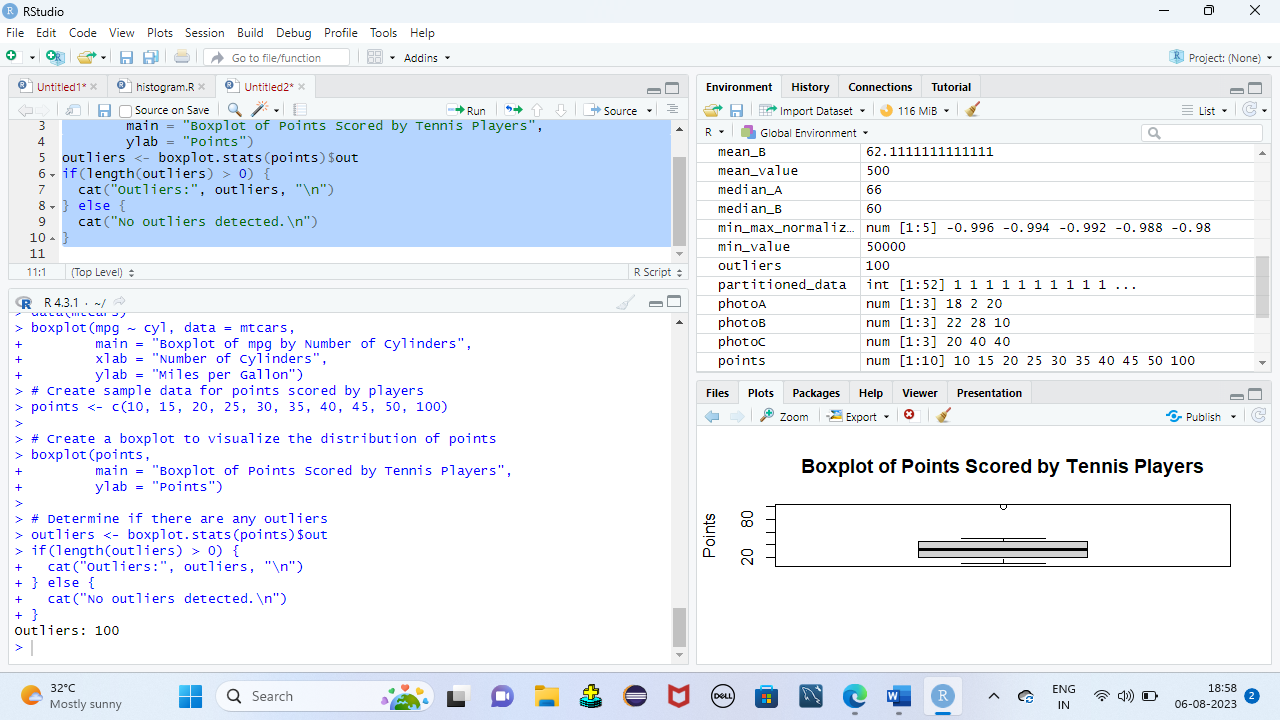 RStudio
File Edit Code View Plots Session Build Debug Profile Tools Help
Go to file/function Addins Project: (None)
Untitled1* histogram.R Untitled2*
Source on Save Run Source
3 main = "Boxplot of Points Scored by Tennis Players",
4 ylab = "Points")
5 outliers <- boxplot.stats(points)$out
6 if(length(outliers) > 0) {
7 cat("Outliers:", outliers, "\n")
8 } else {
9 cat("No outliers detected.\n")
10 }
11
11:1 (Top Level) R Script
R 4.3.1 · ~/
> data(mtcars)
> boxplot(mpg ~ cyl, data = mtcars,
+ main = "Boxplot of mpg by Number of Cylinders",
+ xlab = "Number of Cylinders",
+ ylab = "Miles per Gallon")
> # Create sample data for points scored by players
> points <- c(10, 15, 20, 25, 30, 35, 40, 45, 50, 100)
>
> # Create a boxplot to visualize the distribution of points
> boxplot(points,
+ main = "Boxplot of Points Scored by Tennis Players",
+ ylab = "Points")
>
> # Determine if there are any outliers
> outliers <- boxplot.stats(points)$out
> if(length(outliers) > 0) {
+ cat("Outliers:", outliers, "\n")
+ } else {
+ cat("No outliers detected.\n")
+ }
Outliers: 100
>
Environment History Connections Tutorial
Import Dataset 116 MiB List
R Global Environment
mean_B 62.1111111111111
mean_value 500
median_A 66
median_B 60
min_max_normaliz… num [1:5] -0.996 -0.994 -0.992 -0.988 -0.98
min_value 50000
outliers 100
partitioned_data int [1:52] 1 1 1 1 1 1 1 1 1 1 ...
photoA num [1:3] 18 2 20
photoB num [1:3] 22 28 10
photoC num [1:3] 20 40 40
points num [1:10] 10 15 20 25 30 35 40 45 50 100
Files Plots Packages Help Viewer Presentation
Zoom Export Publish
Boxplot of Points Scored by Tennis Players
Points
80
20
32°C
Mostly sunny
Search
DELL
ENG
IN
18:58
06-08-2023
2